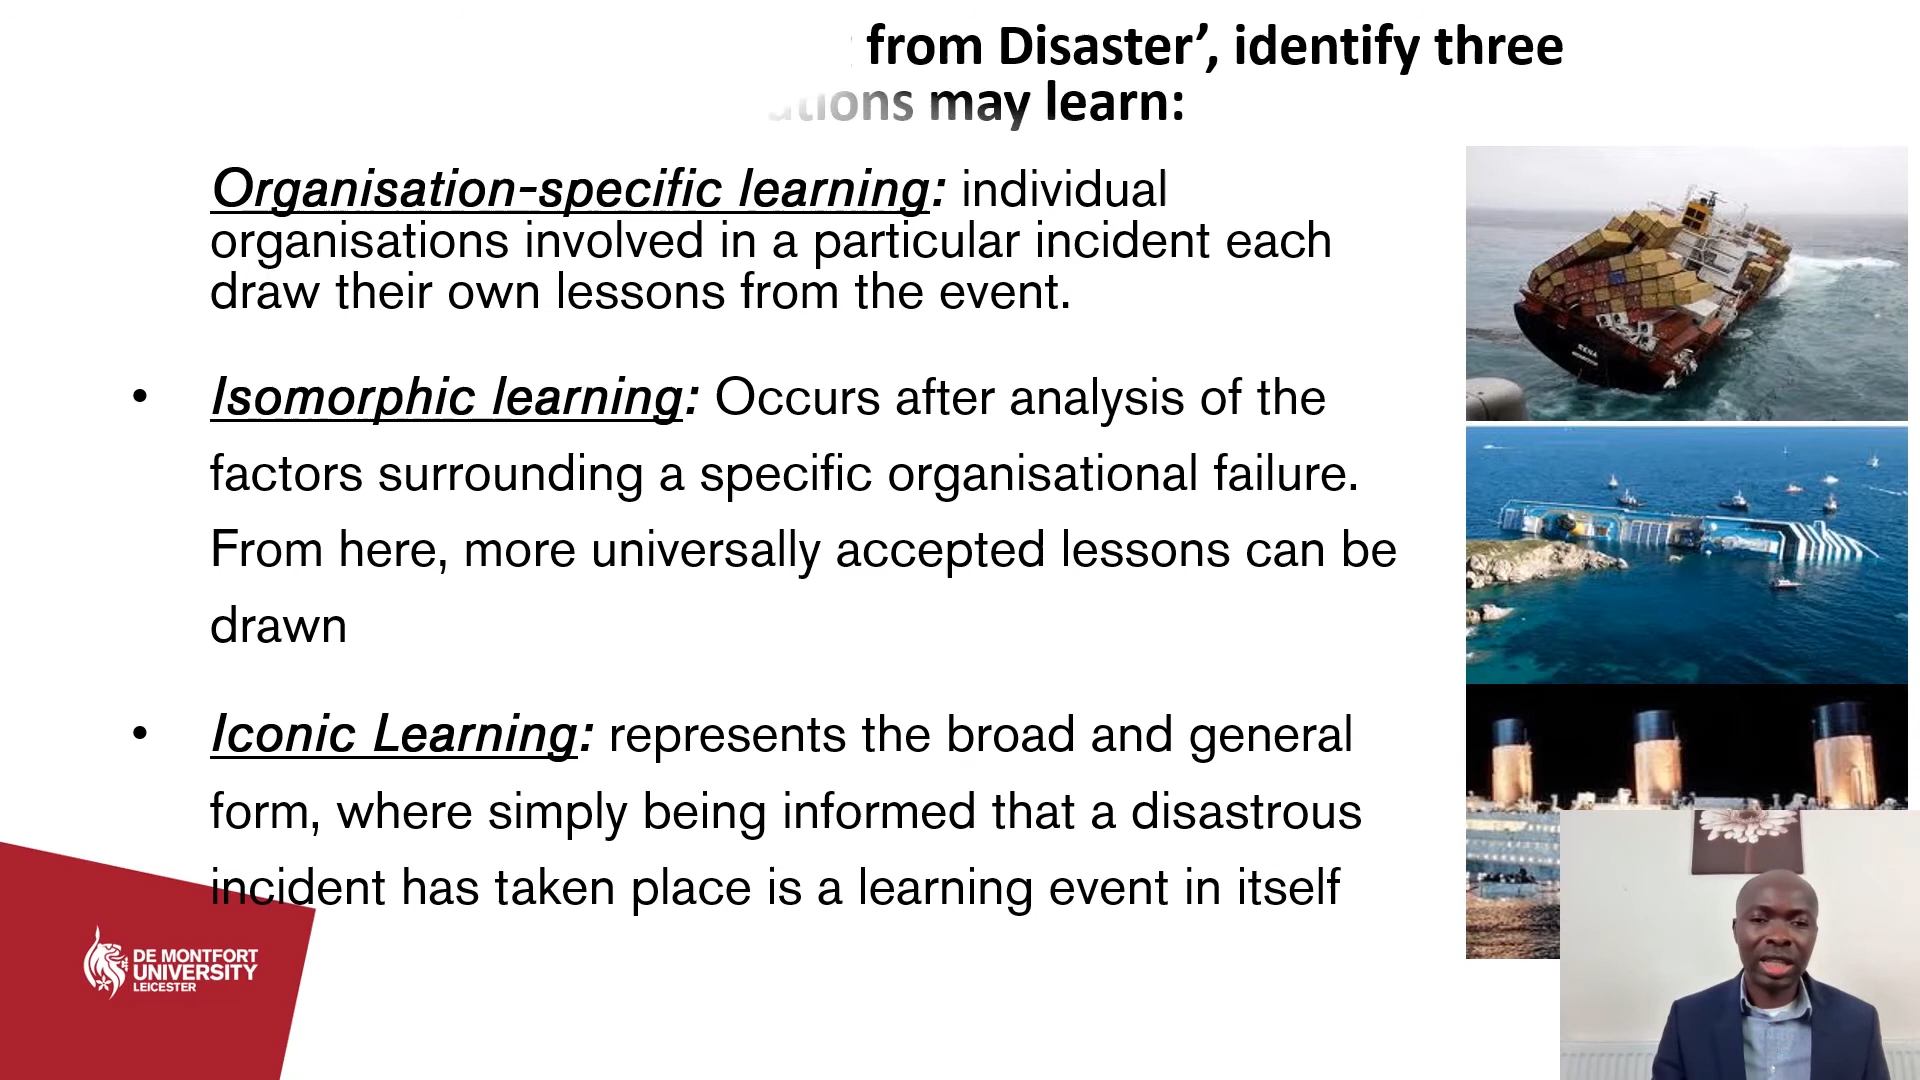 from Disaster’, identify three
may learn:
Organisation-specific learning: individual
organisations involved in a particular incident each
draw their own lessons from the event.
• Isomorphic learning: Occurs after analysis of the
factors surrounding a specific organisational failure.
From here, more universally accepted lessons can be
drawn
• Iconic Learning: represents the broad and general
form, where simply being informed that a disastrous
incident has taken place is a learning event in itself
RENA
DE MONTFORT
UNIVERSITY
LEICESTER